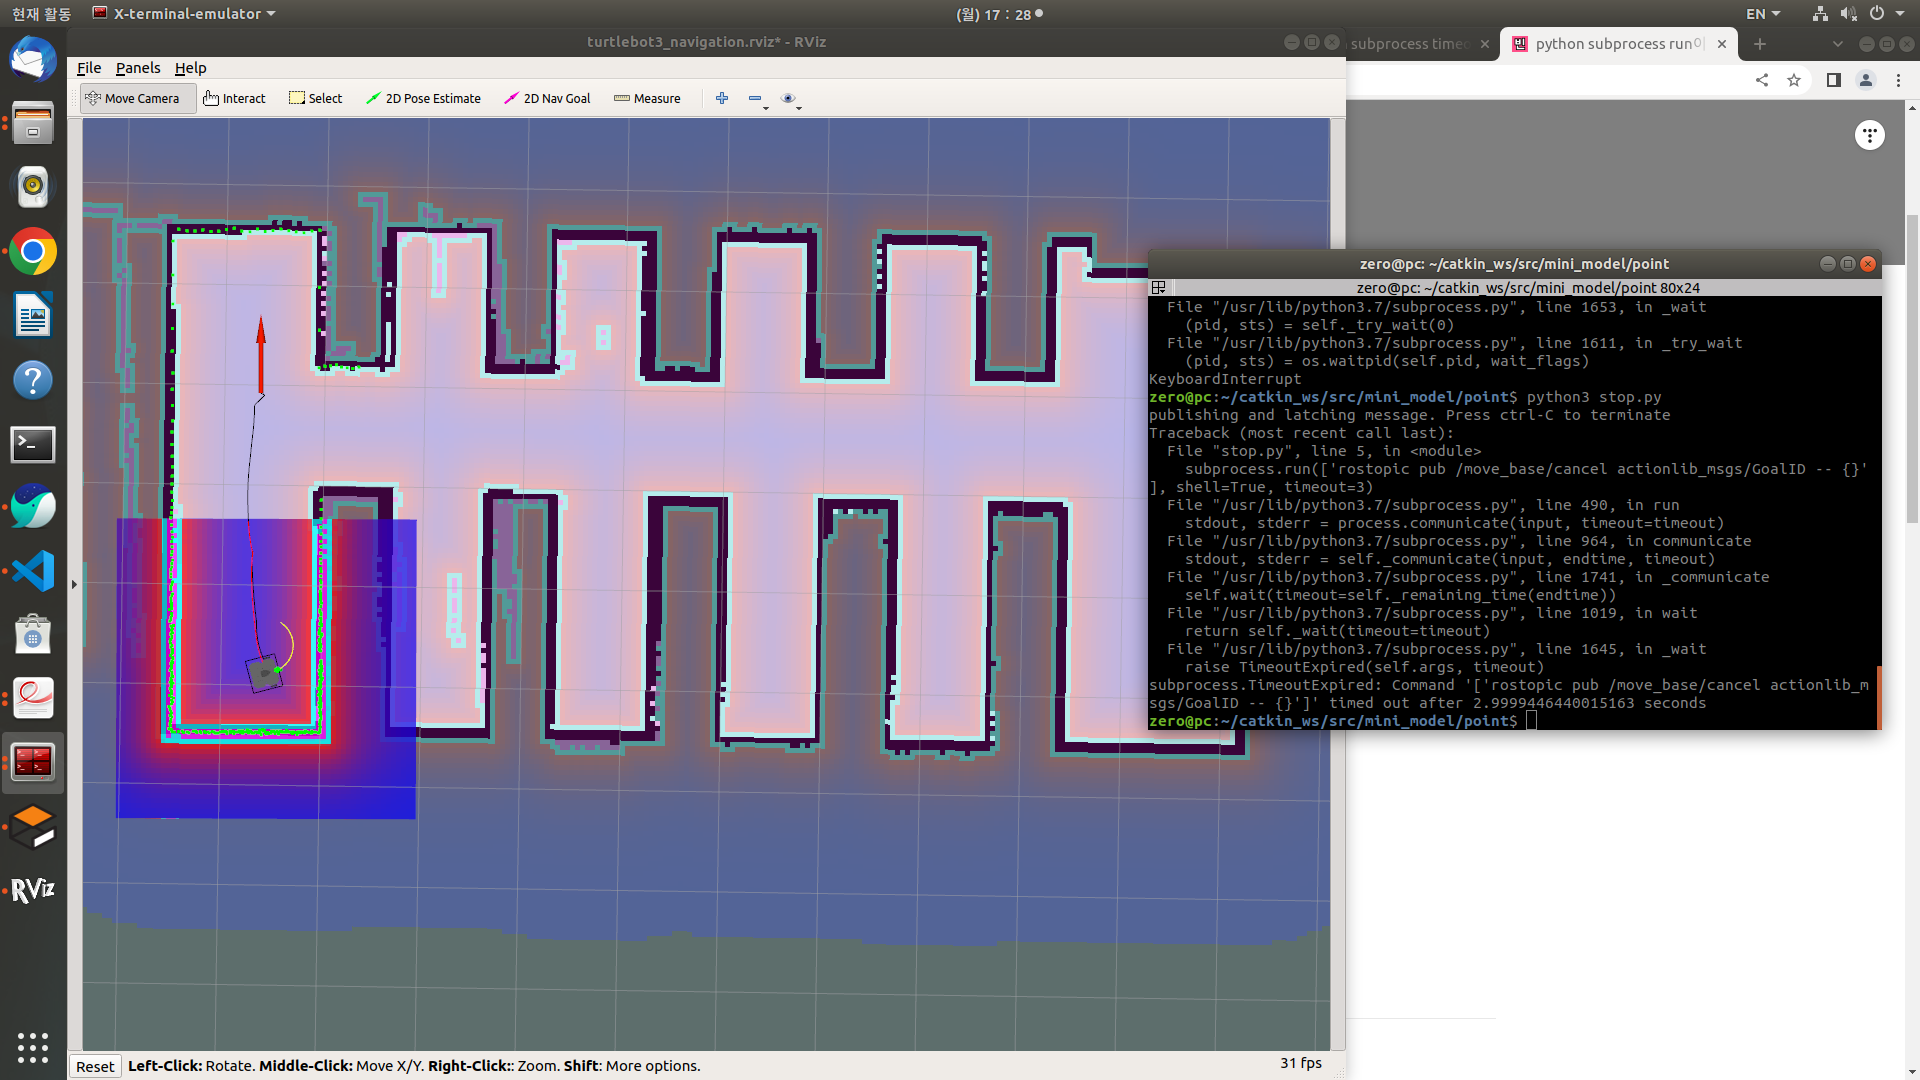 현재 활동
X-terminal-emulator
(월) 17 : 28
EN
turtlebot3_navigation.rviz* - RViz
subprocess timeo
python subprocess run
File Panels Help
Move Camera Interact Select 2D Pose Estimate 2D Nav Goal Measure
zero@pc: ~/catkin_ws/src/mini_model/point
zero@pc: ~/catkin_ws/src/mini_model/point 80x24
File "/usr/lib/python3.7/subprocess.py", line 1653, in _wait
(pid, sts) = self._try_wait(0)
File "/usr/lib/python3.7/subprocess.py", line 1611, in _try_wait
(pid, sts) = os.waitpid(self.pid, wait_flags)
KeyboardInterrupt
zero@pc:~/catkin_ws/src/mini_model/point$ python3 stop.py
publishing and latching message. Press ctrl-C to terminate
Traceback (most recent call last):
File "stop.py", line 5, in <module>
subprocess.run(['rostopic pub /move_base/cancel actionlib_msgs/GoalID -- {}'
], shell=True, timeout=3)
File "/usr/lib/python3.7/subprocess.py", line 490, in run
stdout, stderr = process.communicate(input, timeout=timeout)
File "/usr/lib/python3.7/subprocess.py", line 964, in communicate
stdout, stderr = self._communicate(input, endtime, timeout)
File "/usr/lib/python3.7/subprocess.py", line 1741, in _communicate
self.wait(timeout=self._remaining_time(endtime))
File "/usr/lib/python3.7/subprocess.py", line 1019, in wait
return self._wait(timeout=timeout)
File "/usr/lib/python3.7/subprocess.py", line 1645, in _wait
raise TimeoutExpired(self.args, timeout)
subprocess.TimeoutExpired: Command '['rostopic pub /move_base/cancel actionlib_m
sgs/GoalID -- {}']' timed out after 2.9999446440015163 seconds
zero@pc:~/catkin_ws/src/mini_model/point$
RViz
Reset Left-Click: Rotate. Middle-Click: Move X/Y. Right-Click:: Zoom. Shift: More options.
31 fps